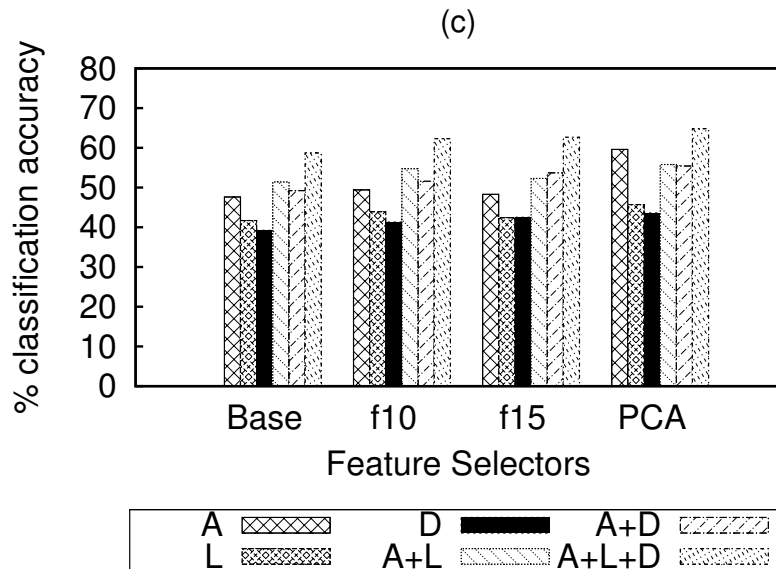 (c)
% classification accuracy
80
70
60
50
40
30
20
10
0
Base f10 f15 PCA
Feature Selectors
A D A+D
L A+L A+L+D